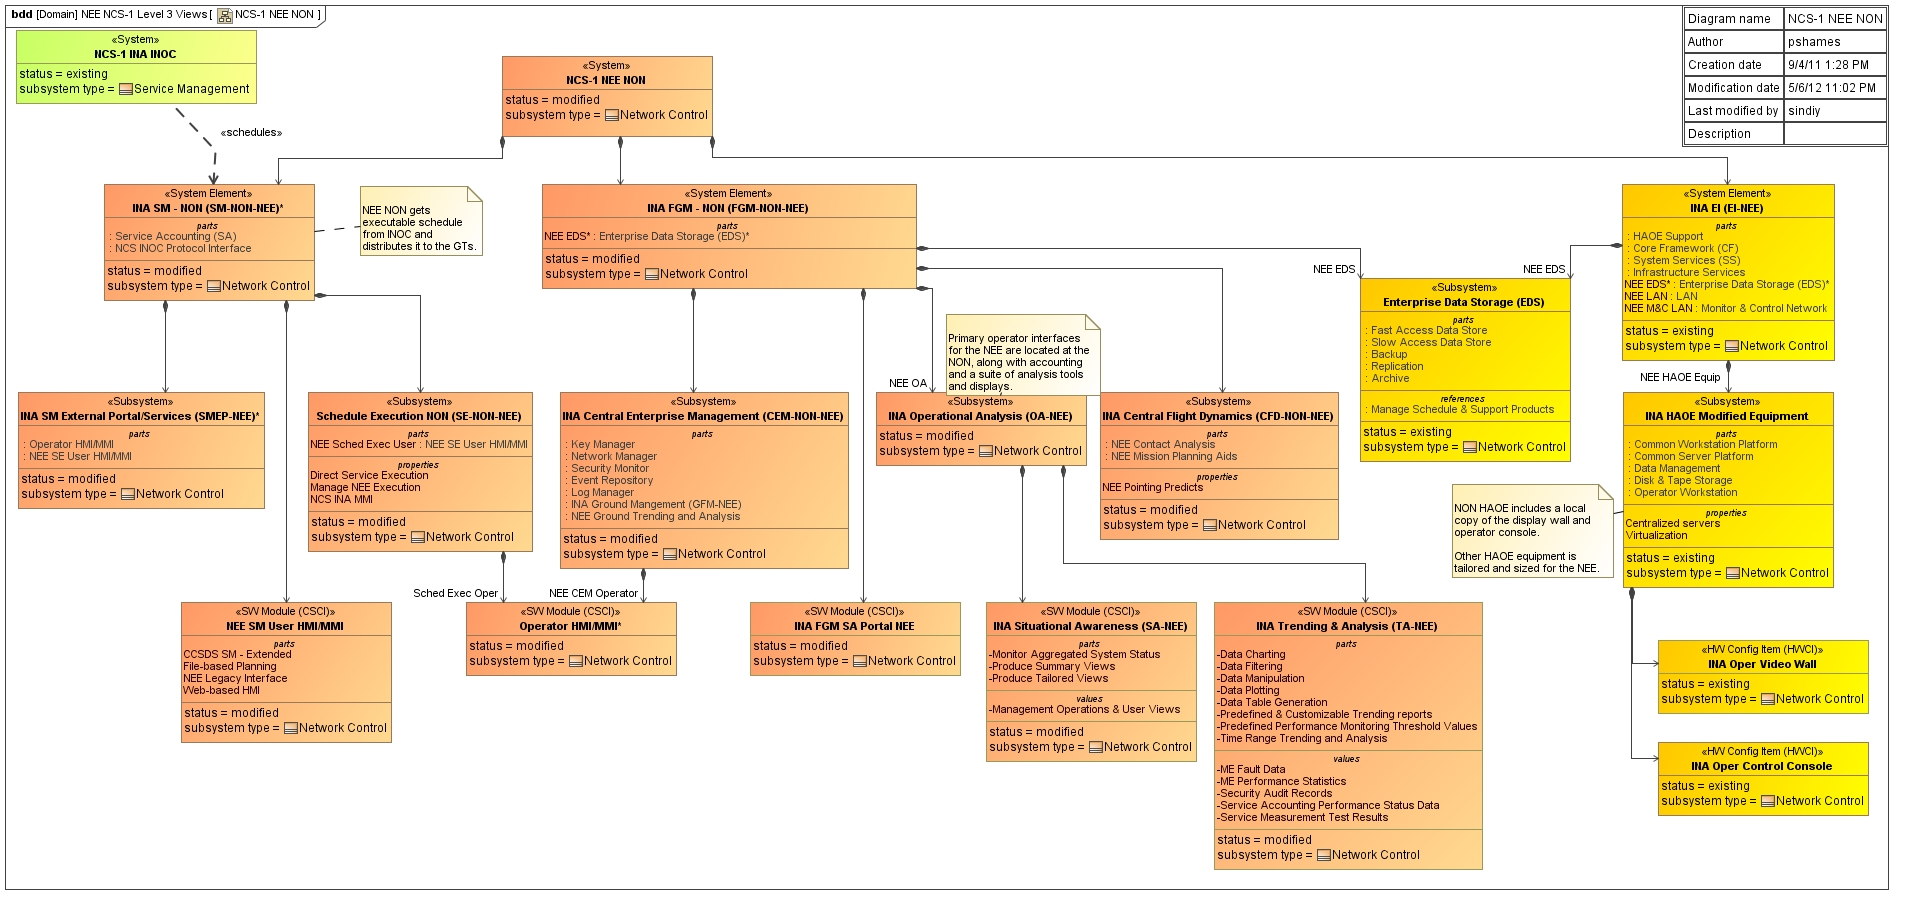 bdd [Domain] NEE NCS-1 Level 3 Views [ NCS-1 NEE NON ]
Diagram name NCS-1 NEE NON
Author pshames
Creation date 9/4/11 1:28 PM
Modification date 5/6/12 11:02 PM
Last modified by sindiy
Description
«System»
NCS-1 INA INOC
status = existing
subsystem type = Service Management
«schedules»
«System»
NCS-1 NEE NON
status = modified
subsystem type = Network Control
«System Element»
INA SM - NON (SM-NON-NEE)*
parts
: Service Accounting (SA)
: NCS INOC Protocol Interface
status = modified
subsystem type = Network Control
NEE NON gets
executable schedule
from INOC and
distributes it to the GTs.
«System Element»
INA FGM - NON (FGM-NON-NEE)
parts
NEE EDS* : Enterprise Data Storage (EDS)*
status = modified
subsystem type = Network Control
«System Element»
INA EI (EI-NEE)
parts
: HAOE Support
: Core Framework (CF)
: System Services (SS)
: Infrastructure Services
NEE EDS* : Enterprise Data Storage (EDS)*
NEE LAN : LAN
NEE M&C LAN : Monitor & Control Network
status = existing
subsystem type = Network Control
NEE EDS
NEE EDS
«Subsystem»
Enterprise Data Storage (EDS)
parts
: Fast Access Data Store
: Slow Access Data Store
: Backup
: Replication
: Archive
references
: Manage Schedule & Support Products
status = existing
subsystem type = Network Control
Primary operator interfaces
for the NEE are located at the
NON, along with accounting
and a suite of analysis tools
and displays.
NEE OA
NEE HAOE Equip
«Subsystem»
INA SM External Portal/Services (SMEP-NEE)*
parts
: Operator HMI/MMI
: NEE SE User HMI/MMI
status = modified
subsystem type = Network Control
«Subsystem»
Schedule Execution NON (SE-NON-NEE)
parts
NEE Sched Exec User : NEE SE User HMI/MMI
properties
Direct Service Execution
Manage NEE Execution
NCS INA MMI
status = modified
subsystem type = Network Control
«Subsystem»
INA Central Enterprise Management (CEM-NON-NEE)
parts
: Key Manager
: Network Manager
: Security Monitor
: Event Repository
: Log Manager
: INA Ground Mangement (GFM-NEE)
: NEE Ground Trending and Analysis
status = modified
subsystem type = Network Control
«Subsystem»
INA Operational Analysis (OA-NEE)
status = modified
subsystem type = Network Control
«Subsystem»
INA Central Flight Dynamics (CFD-NON-NEE)
parts
: NEE Contact Analysis
: NEE Mission Planning Aids
properties
NEE Pointing Predicts
status = modified
subsystem type = Network Control
«Subsystem»
INA HAOE Modified Equipment
parts
: Common Workstation Platform
: Common Server Platform
: Data Management
: Disk & Tape Storage
: Operator Workstation
properties
Centralized servers
Virtualization
status = existing
subsystem type = Network Control
NON HAOE includes a local
copy of the display wall and
operator console.
Other HAOE equipment is
tailored and sized for the NEE.
Sched Exec Oper
NEE CEM Operator
«SW Module (CSCI)»
NEE SM User HMI/MMI
parts
CCSDS SM - Extended
File-based Planning
NEE Legacy Interface
Web-based HMI
status = modified
subsystem type = Network Control
«SW Module (CSCI)»
Operator HMI/MMI*
status = modified
subsystem type = Network Control
«SW Module (CSCI)»
INA FGM SA Portal NEE
status = modified
subsystem type = Network Control
«SW Module (CSCI)»
INA Situational Awareness (SA-NEE)
parts
-Monitor Aggregated System Status
-Produce Summary Views
-Produce Tailored Views
values
-Management Operations & User Views
status = modified
subsystem type = Network Control
«SW Module (CSCI)»
INA Trending & Analysis (TA-NEE)
parts
-Data Charting
-Data Filtering
-Data Manipulation
-Data Plotting
-Data Table Generation
-Predefined & Customizable Trending reports
-Predefined Performance Monitoring Threshold Values
-Time Range Trending and Analysis
values
-ME Fault Data
-ME Performance Statistics
-Security Audit Records
-Service Accounting Performance Status Data
-Service Measurement Test Results
status = modified
subsystem type = Network Control
«HW Config Item (HWCI)»
INA Oper Video Wall
status = existing
subsystem type = Network Control
«HW Config Item (HWCI)»
INA Oper Control Console
status = existing
subsystem type = Network Control